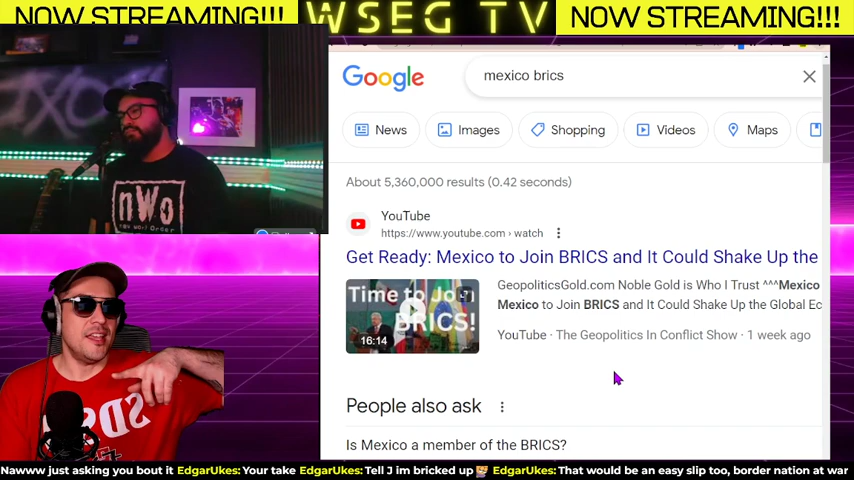 NOW STREAMING!!!
WSEG TV
NOW STREAMING!!!
nWo
SDS
Google
mexico brics
News
Images
Shopping
Videos
Maps
About 5,360,000 results (0.42 seconds)
YouTube
https://www.youtube.com › watch
Get Ready: Mexico to Join BRICS and It Could Shake Up the
Time to Join
BRICS!
16:14
GeopoliticsGold.com Noble Gold is Who I Trust ^^^Mexico
Mexico to Join BRICS and It Could Shake Up the Global Ec
YouTube · The Geopolitics In Conflict Show · 1 week ago
People also ask
Is Mexico a member of the BRICS?
Nawww just asking you bout it EdgarUkes: Your take EdgarUkes: Tell J im bricked up EdgarUkes: That would be an easy slip too, border nation at war